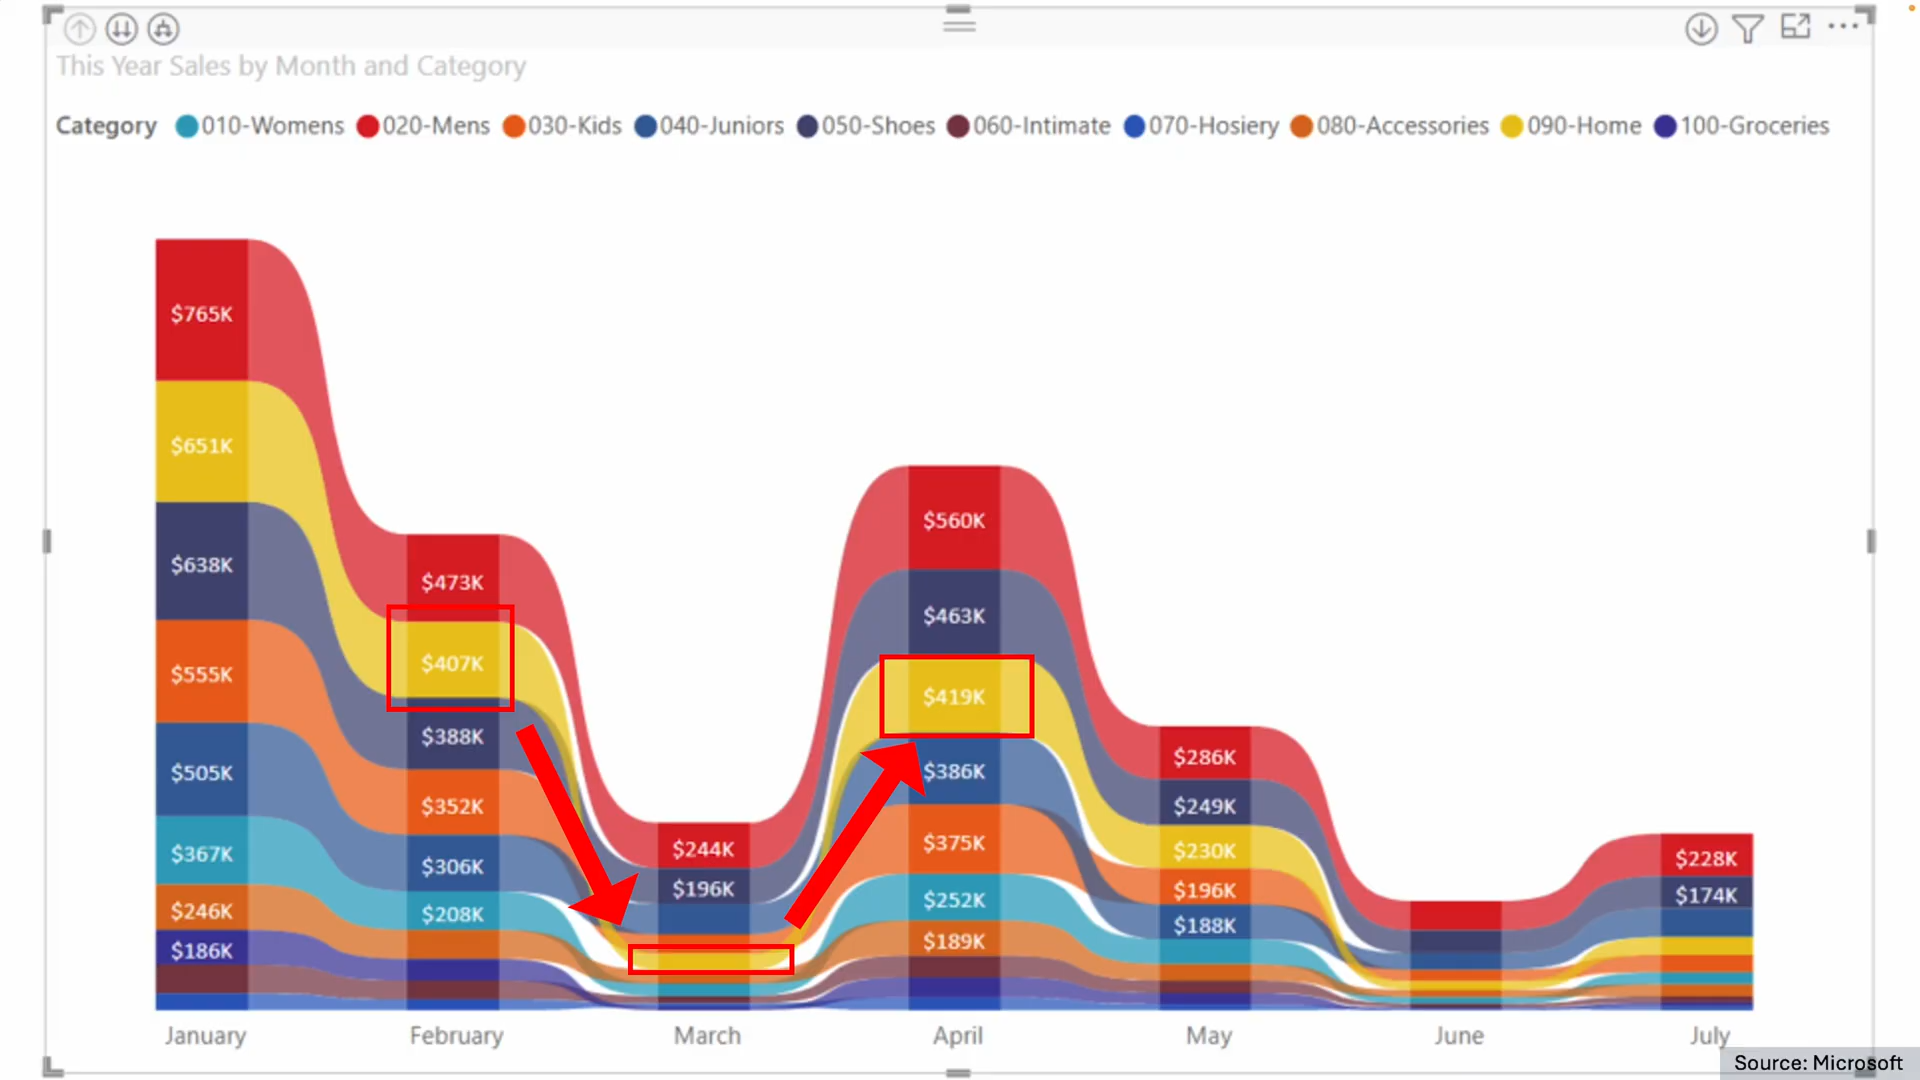 This Year Sales by Month and Category
Category 010-Womens 020-Mens 030-Kids 040-Juniors 050-Shoes 060-Intimate 070-Hosiery 080-Accessories 090-Home 100-Groceries
$765K
$651K
$638K
$555K
$505K
$367K
$246K
$186K
$473K
$407K
$388K
$352K
$306K
$208K
$244K
$196K
$560K
$463K
$419K
$386K
$375K
$252K
$189K
$286K
$249K
$230K
$196K
$188K
$228K
$174K
January February March April May June July
Source: Microsoft